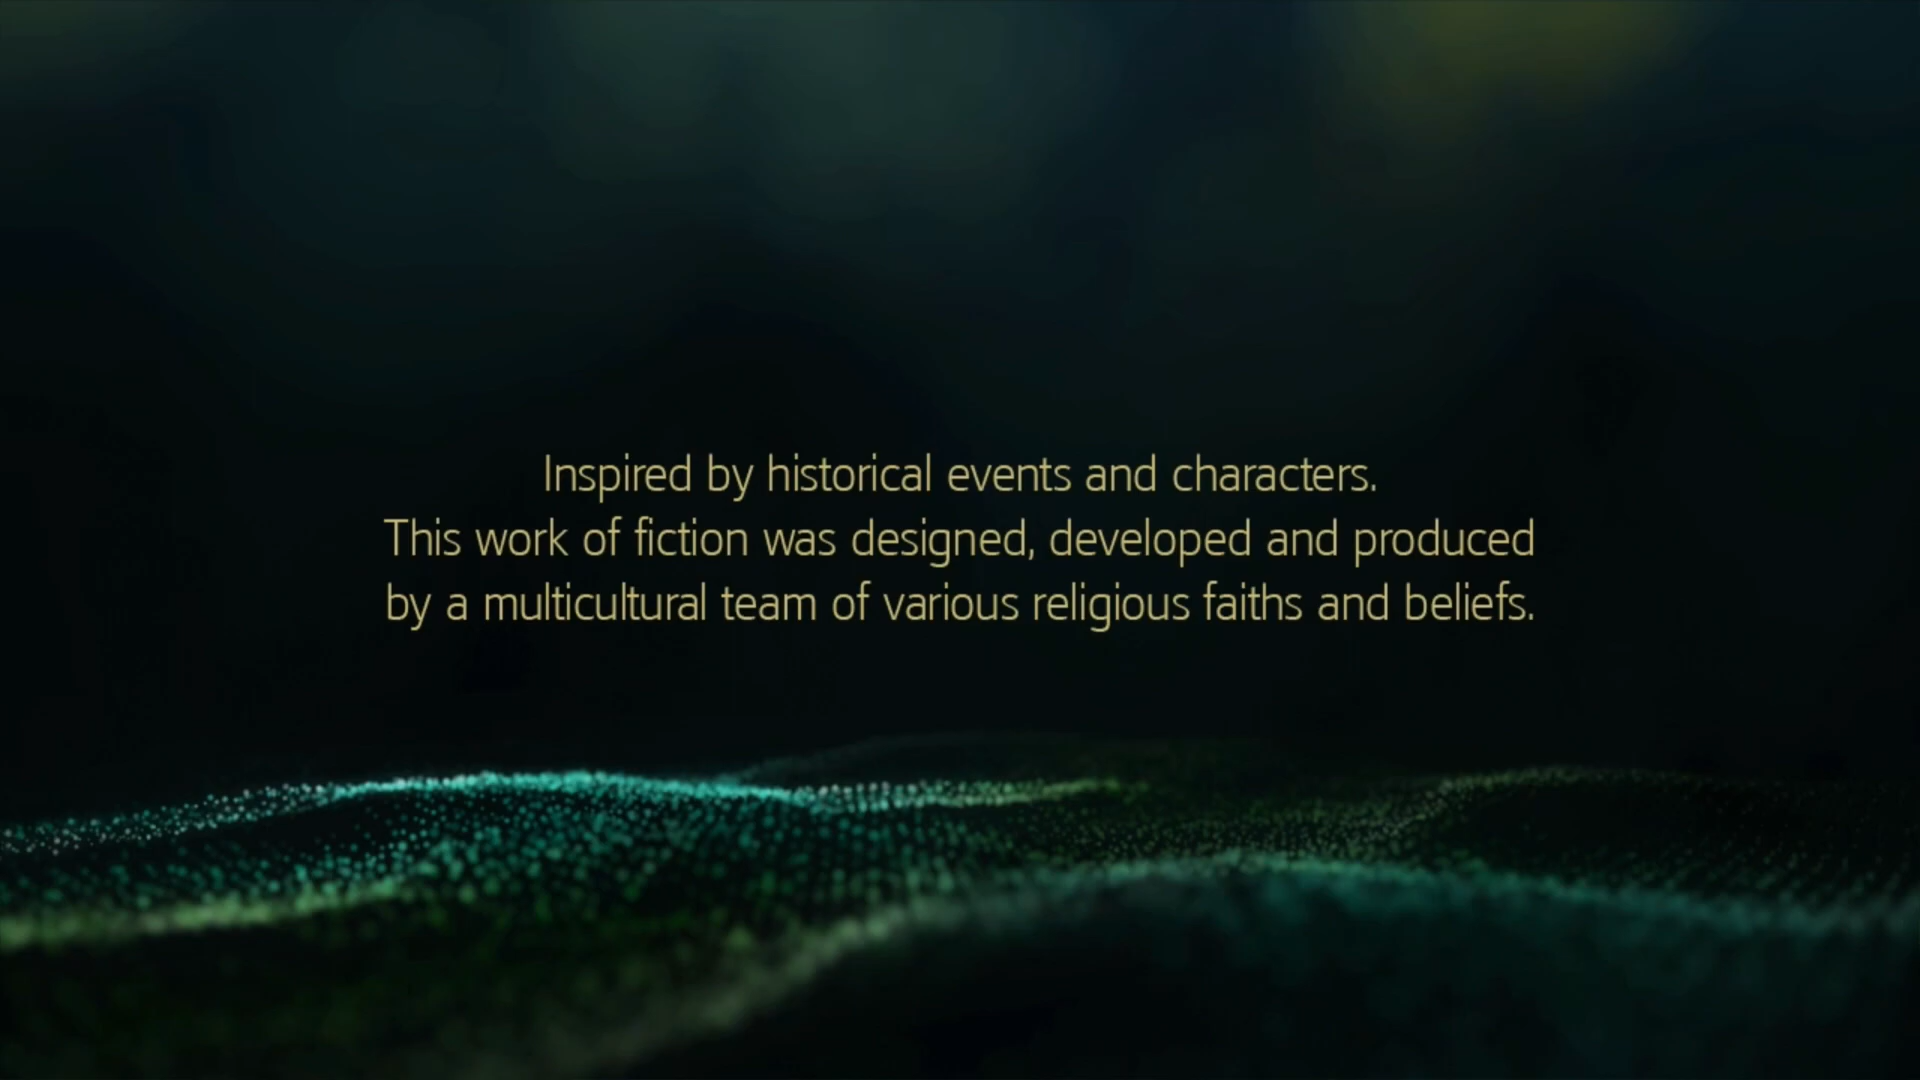 Inspired by historical events and characters.
This work of fiction was designed, developed and produced
by a multicultural team of various religious faiths and beliefs.